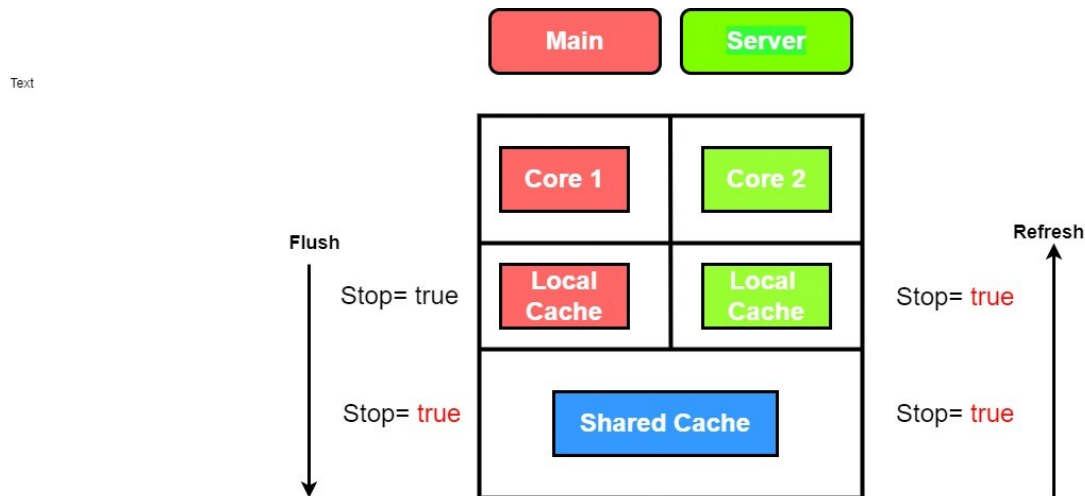 Main
Server
Text
Core 1
Core 2
Flush
Refresh
Stop= true
Local
Cache
Local
Cache
Stop= true
Stop= true
Shared Cache
Stop= true